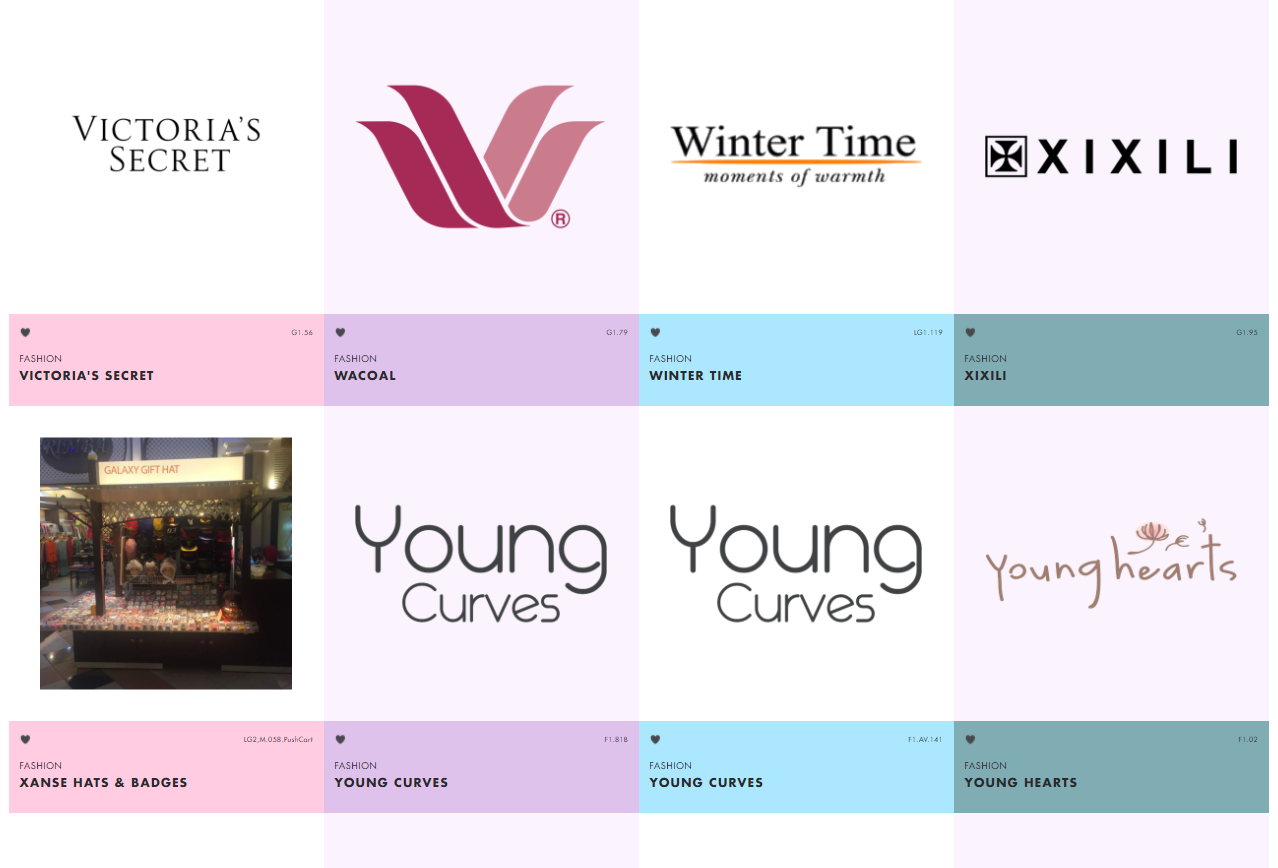 VICTORIA'S
SECRET
®
Winter Time
moments of warmth
XIXILI
G1.56
FASHION
VICTORIA'S SECRET
G1.79
FASHION
WACOAL
LG1.119
FASHION
WINTER TIME
G1.95
FASHION
XIXILI
GALAXY GIFT HAT
Young
Curves
Young
Curves
Young hearts
LG2,M.058.PushCart
FASHION
XANSE HATS & BADGES
F1.81B
FASHION
YOUNG CURVES
F1.AV.141
FASHION
YOUNG CURVES
F1.02
FASHION
YOUNG HEARTS